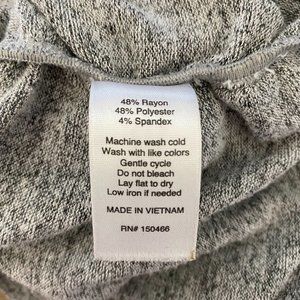 48% Rayon
48% Polyester
4% Spandex
Machine wash cold
Wash with like colors
Gentle cycle
Do not bleach
Lay flat to dry
Low iron if needed
MADE IN VIETNAM
RN# 150466